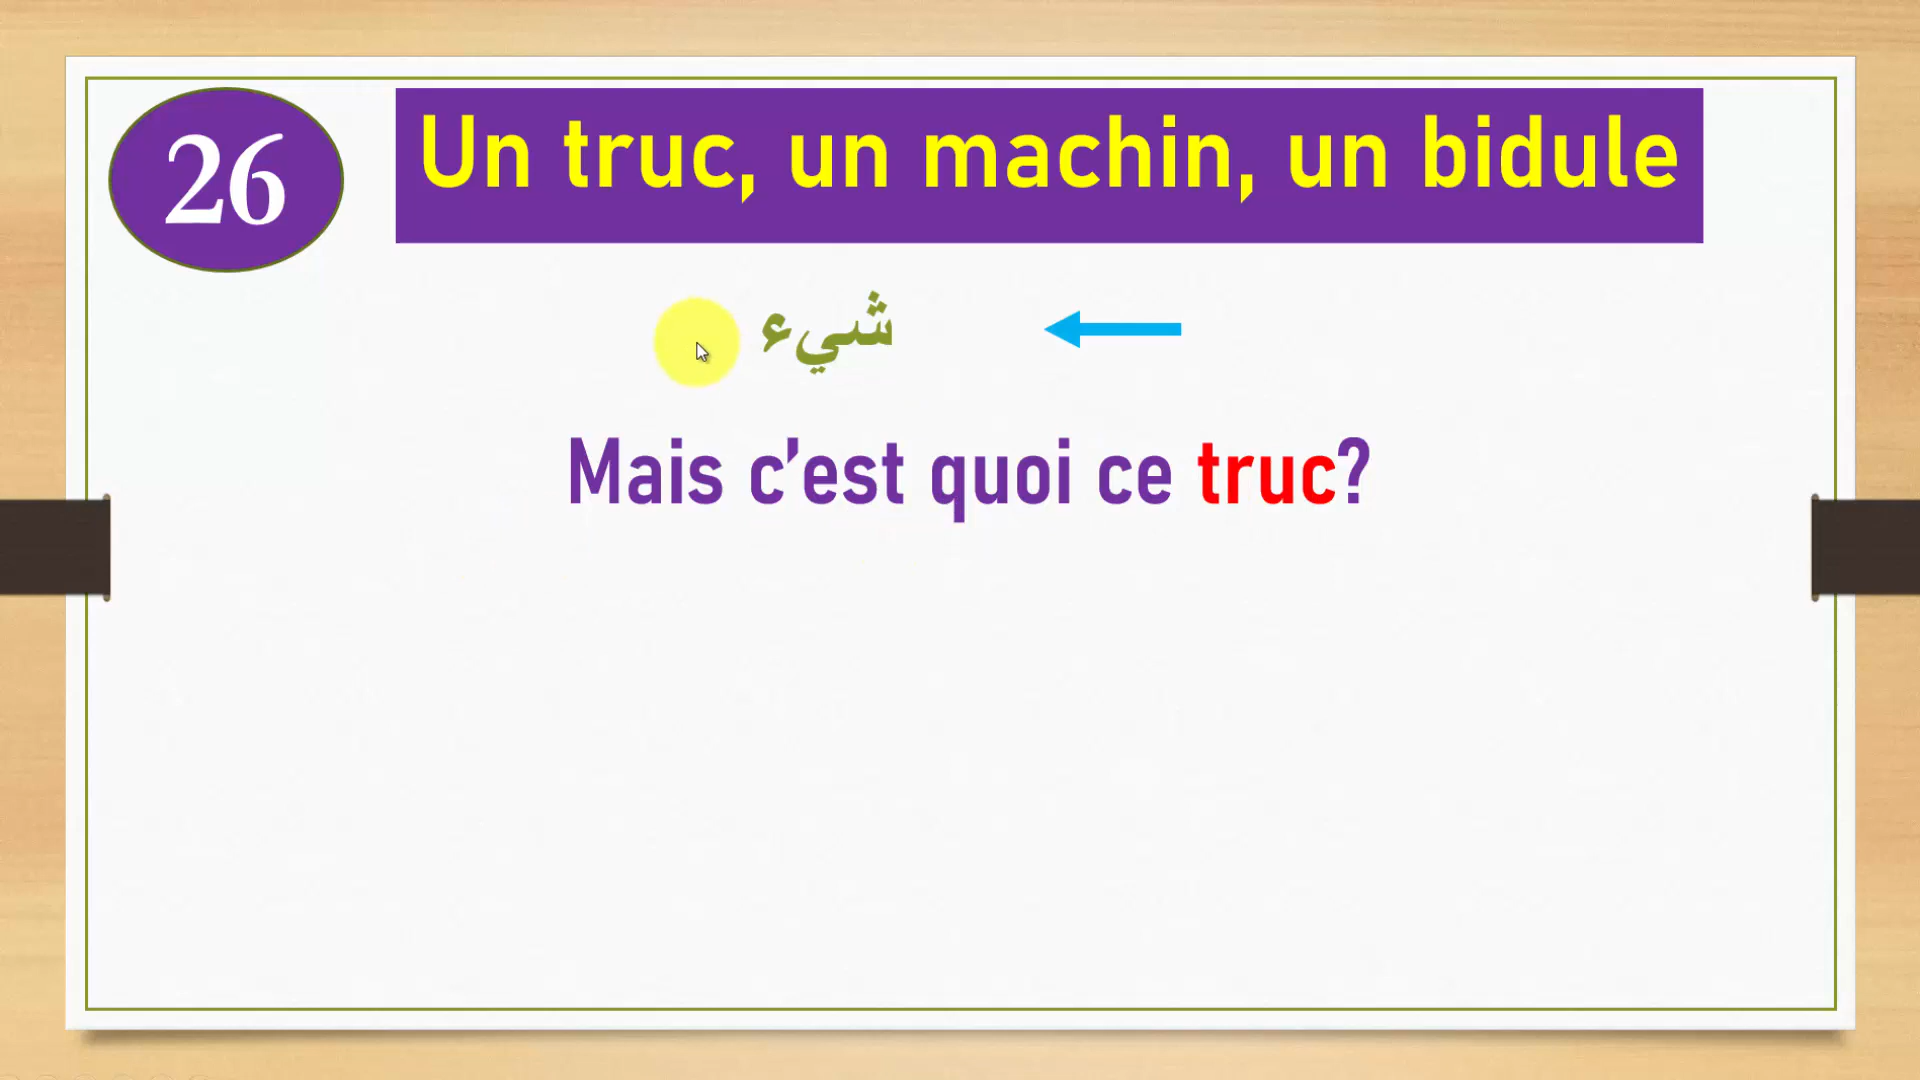 26
Un truc, un machin, un bidule
شيء
Mais c’est quoi ce truc?